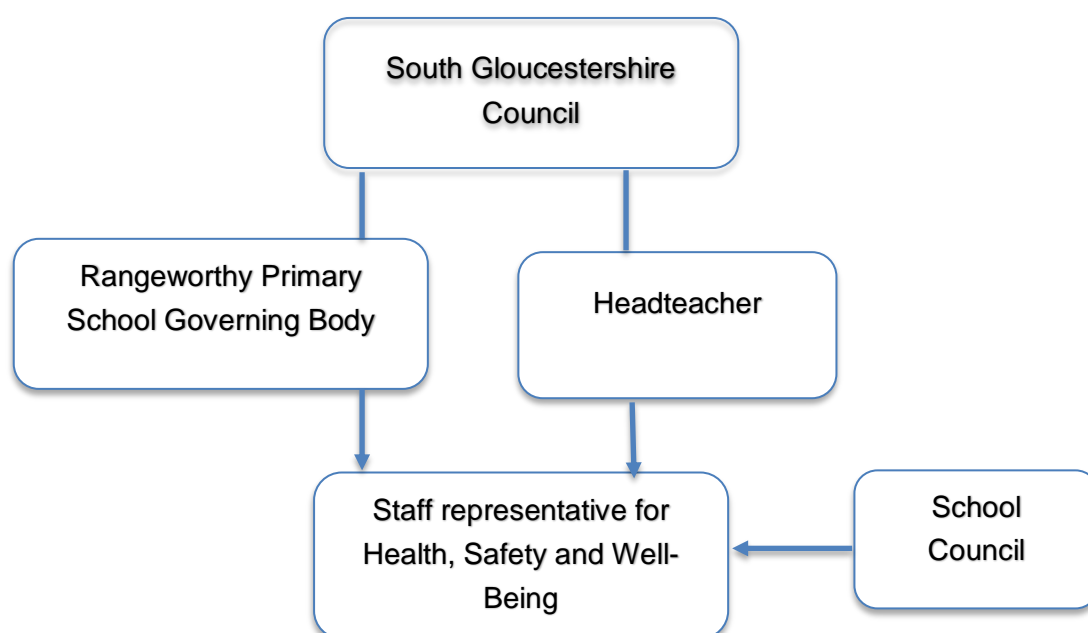 South Gloucestershire
Council
Rangeworthy Primary
School Governing Body
Headteacher
Staff representative for
Health, Safety and Well-
Being
School
Council